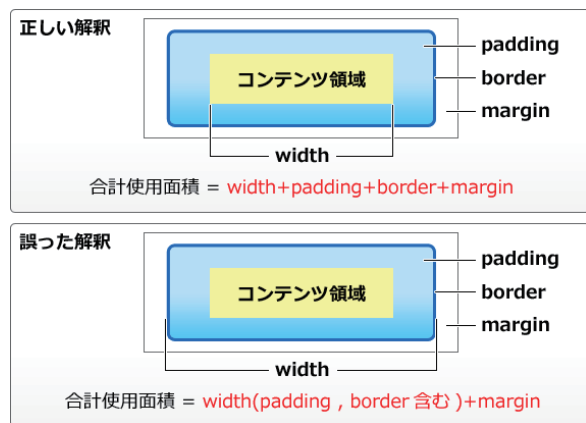 正しい解釈
padding
コンテンツ領域
border
margin
width
合計使用面積 = width+padding+border+margin
誤った解釈
padding
コンテンツ領域
border
margin
width
合計使用面積 = width(padding , border 含む )+margin